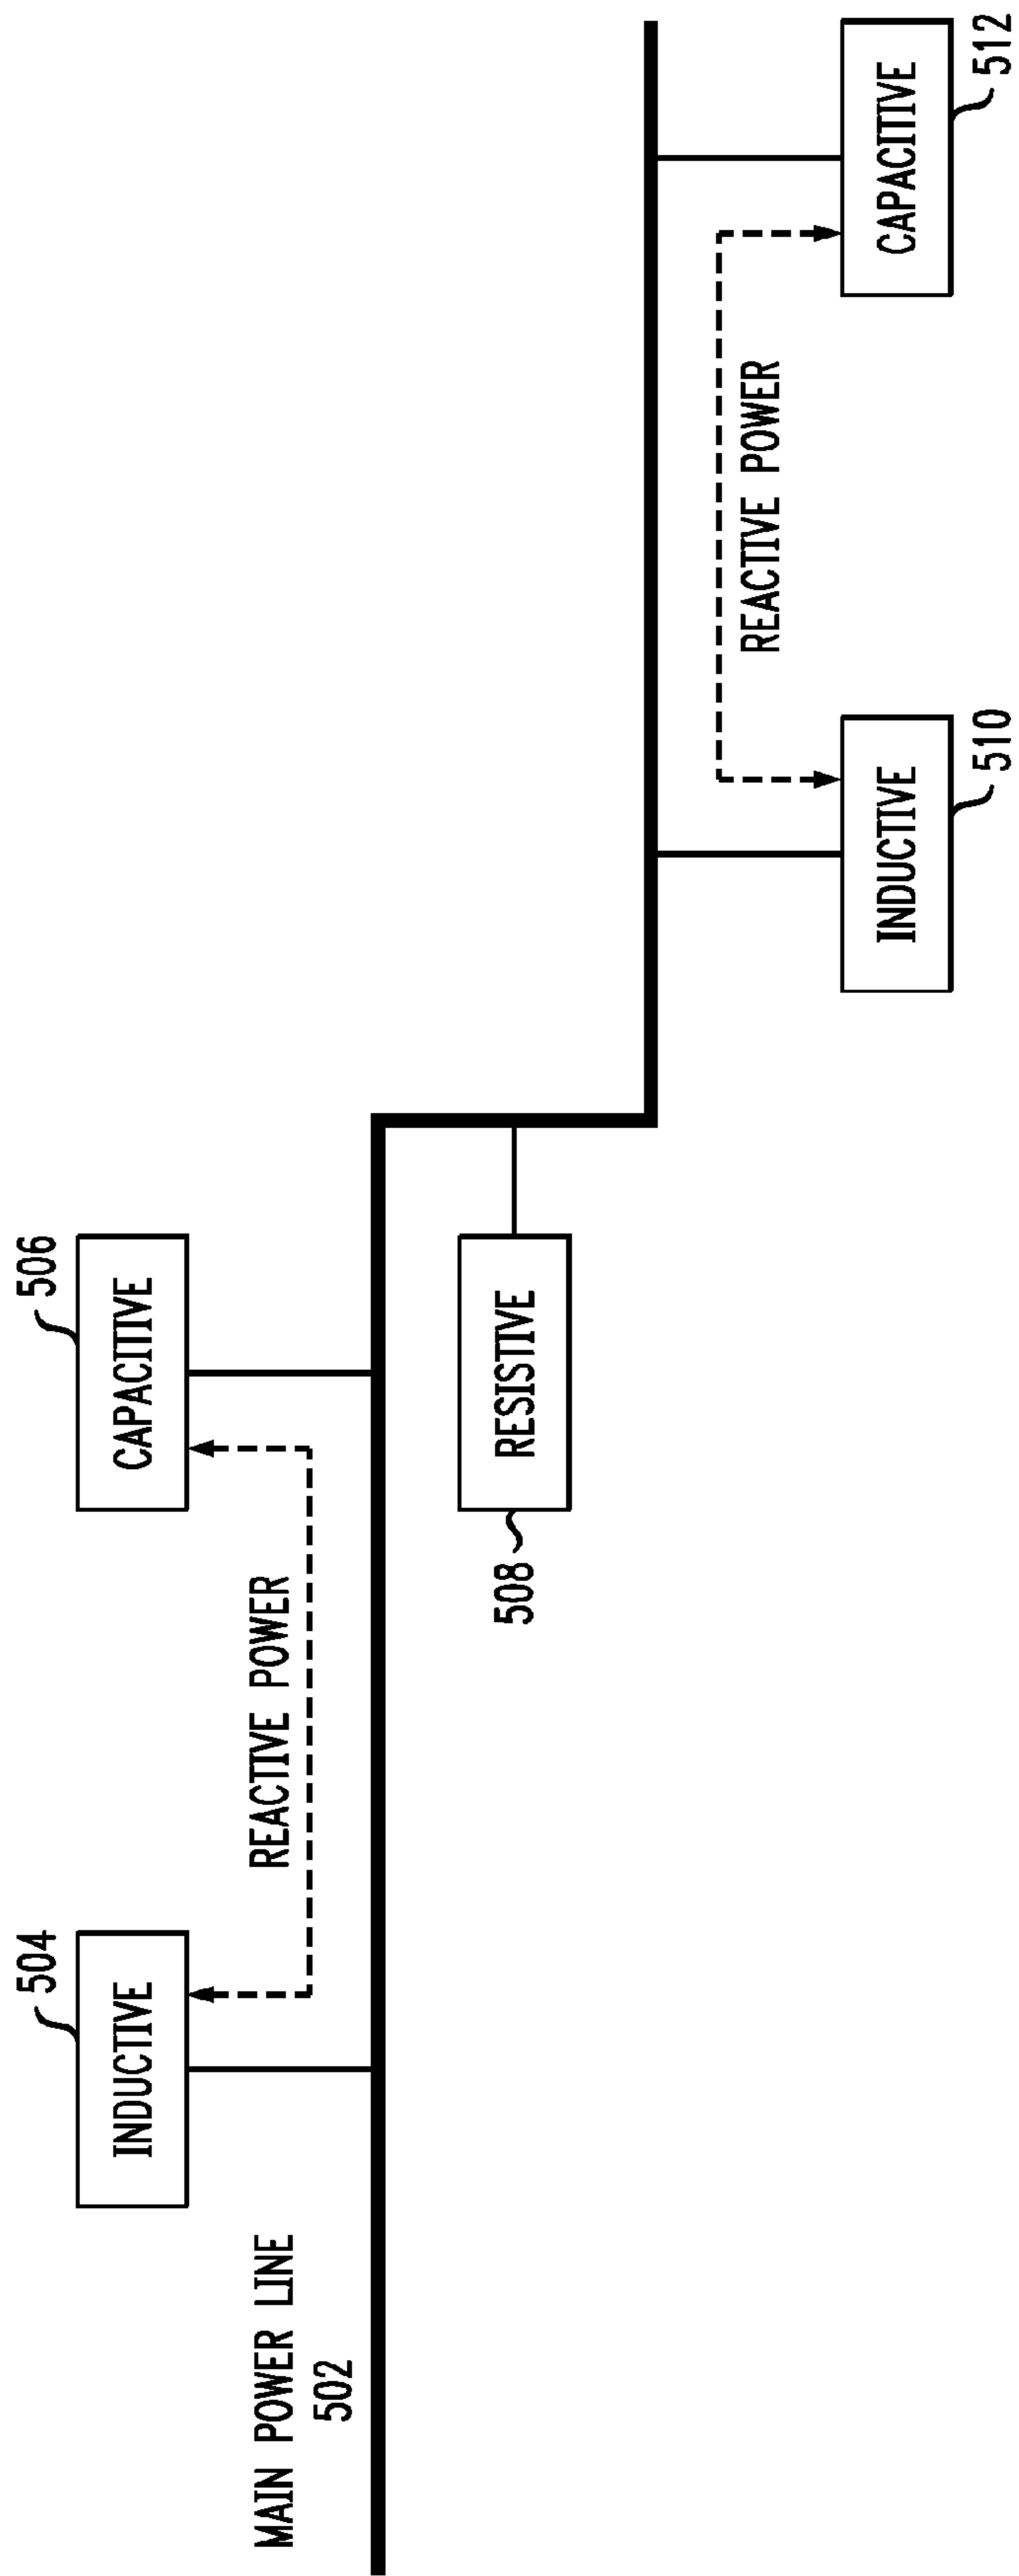 504
506
INDUCTIVE
CAPACITIVE
REACTIVE POWER
MAIN POWER LINE
502
RESISTIVE
508
REACTIVE POWER
INDUCTIVE
CAPACITIVE
510
512